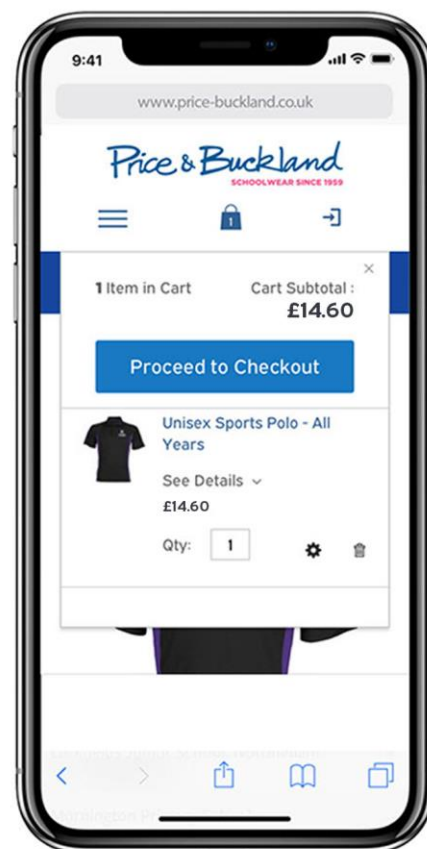 9:41
www.price-buckland.co.uk
Price & Buckland
SCHOOLWEAR SINCE 1959
1
1 Item in Cart
Cart Subtotal :
£14.60
Proceed to Checkout
Unisex Sports Polo - All
Years
See Details
£14.60
Qty: 1